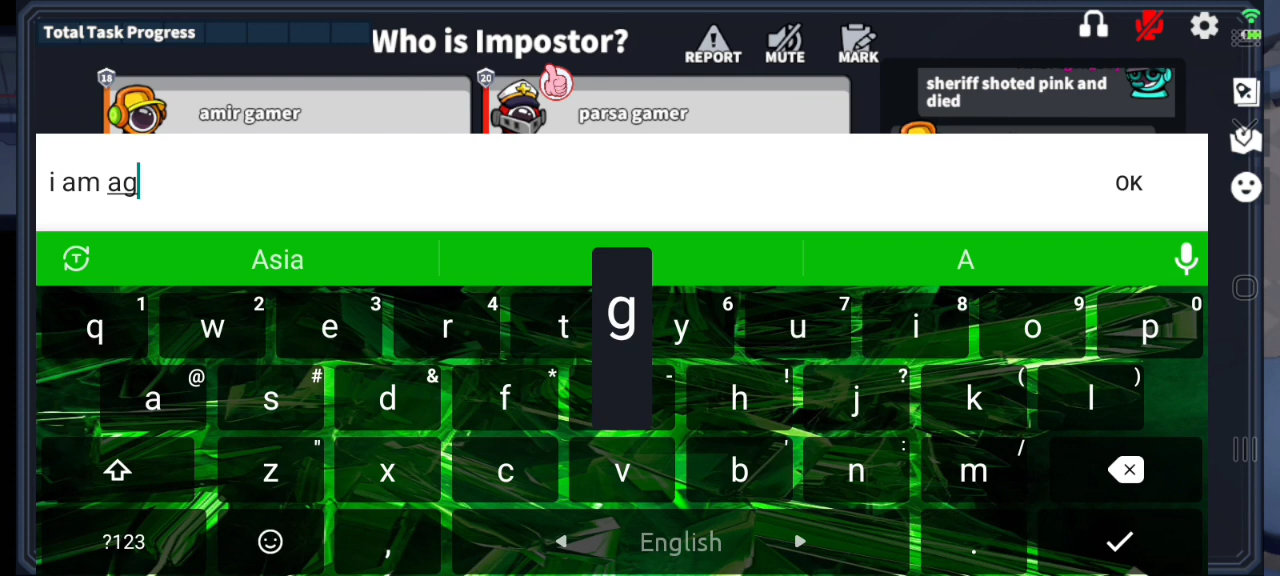 Total Task Progress
Who is Impostor?
REPORT MUTE MARK
18
amir gamer
20
parsa gamer
sheriff shoted pink and
died
i am ag
OK
Asia
A
1 2 3 4 6 7 8 9 0
q w e r t g y u i o p
@ # & * - ! ? ( )
a s d f h j k l
" ' : /
z x c v b n m
?123 , English .